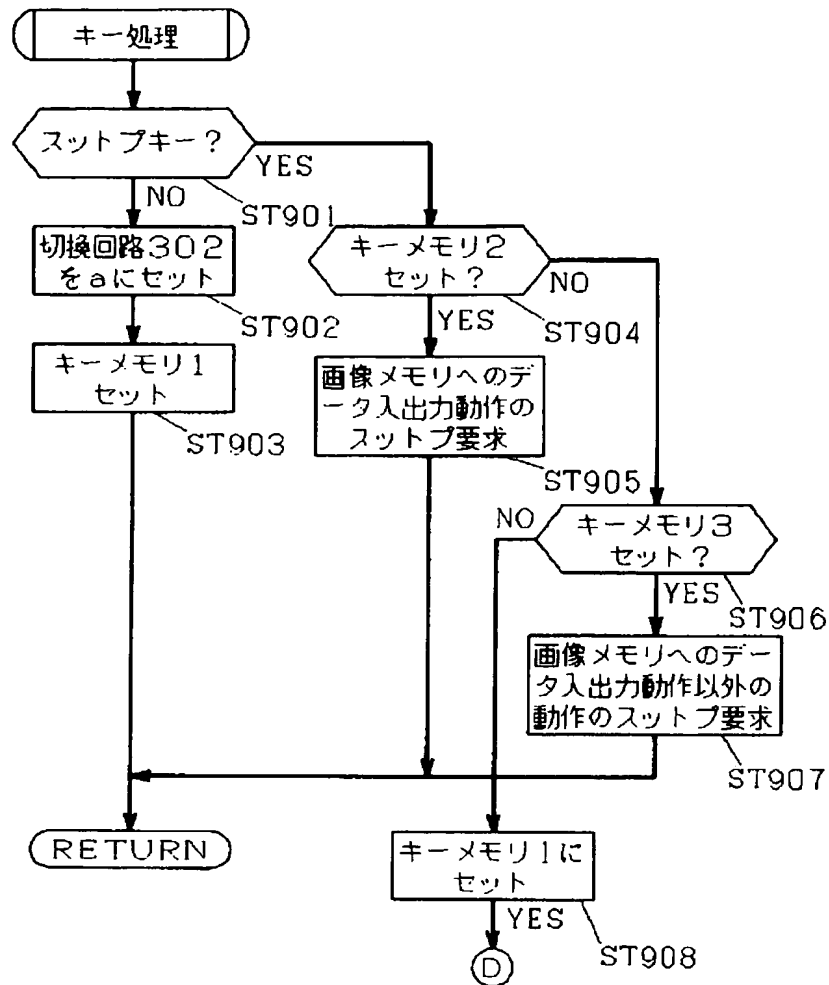 キー処理
スットプキー?
YES
NO
ST901
切換回路302
をaにセット
ST902
キーメモリ1
セット
ST903
キーメモリ2
セット?
NO
YES
ST904
画像メモリへのデ
ータ入出力動作の
スットプ要求
ST905
NO
キーメモリ3
セット?
YES
ST906
画像メモリへのデー
タ入出力動作以外の
動作のスットプ要求
ST907
RETURN
キーメモリ1に
セット
YES
ST908
D